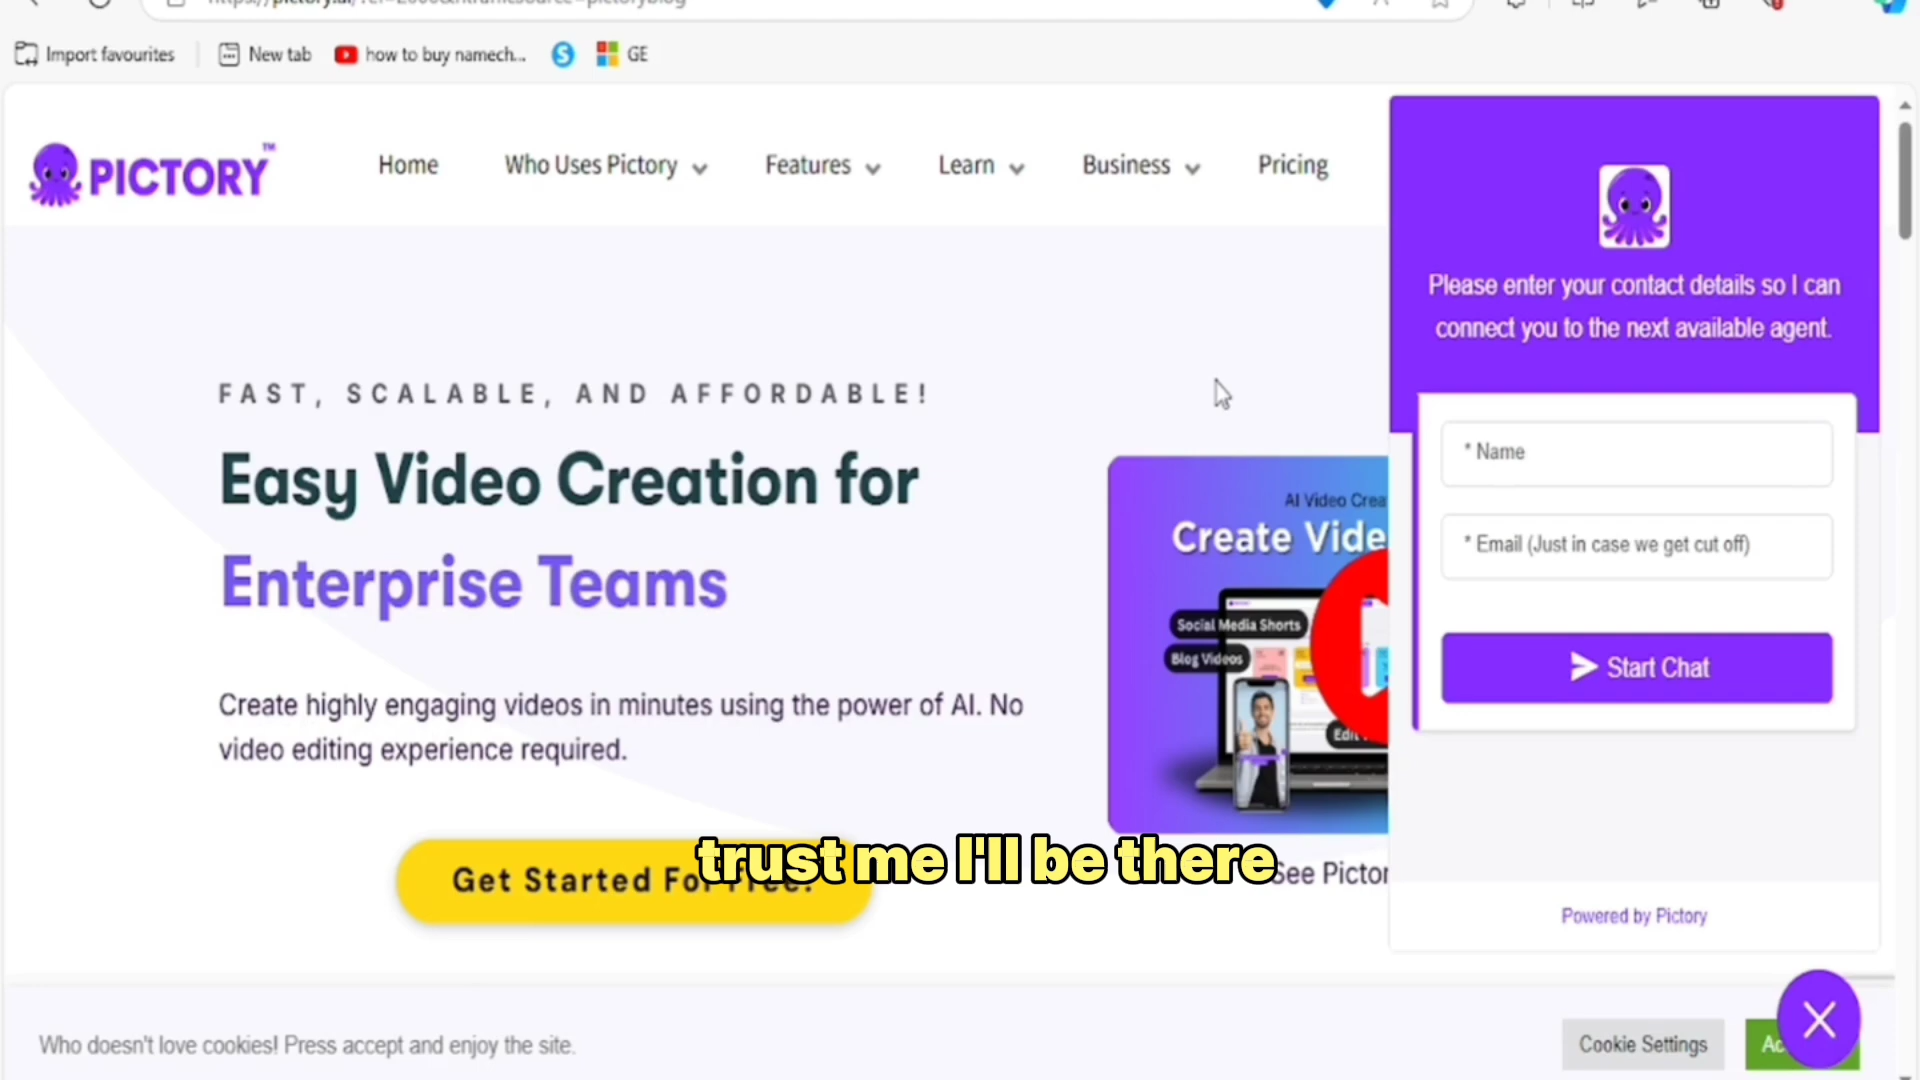 Import favourites
New tab
how to buy namech...
GE
PICTORY™
Home
Who Uses Pictory
Features
Learn
Business
Pricing
Please enter your contact details so I can
connect you to the next available agent.
* Name
* Email (Just in case we get cut off)
Start Chat
Powered by Pictory
FAST, SCALABLE, AND AFFORDABLE!
Easy Video Creation for
Enterprise Teams
Create highly engaging videos in minutes using the power of AI. No
video editing experience required.
AI Video Crea
Create Vide
Social Media Shorts
Blog Videos
Edit
Get Started For Free!
trust me I'll be there
See Pictor
Who doesn't love cookies! Press accept and enjoy the site.
Cookie Settings
Ac